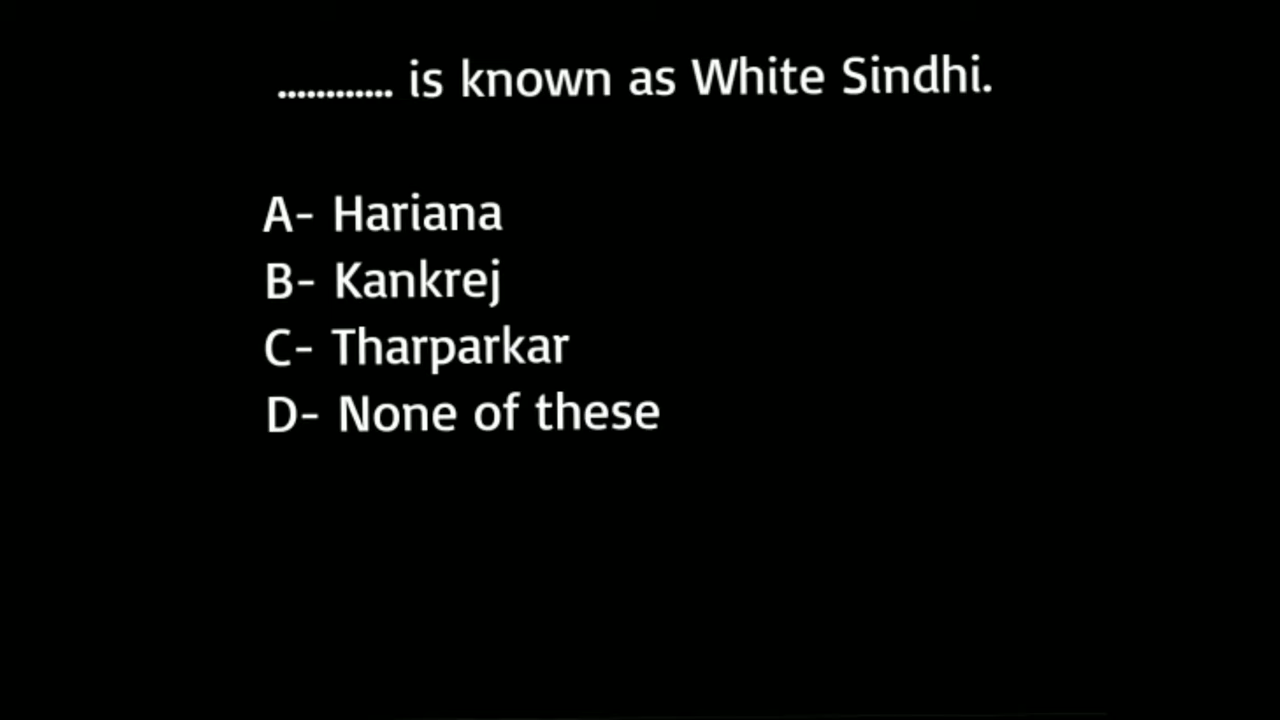 ............ is known as White Sindhi.
A- Hariana
B- Kankrej
C- Tharparkar
D- None of these